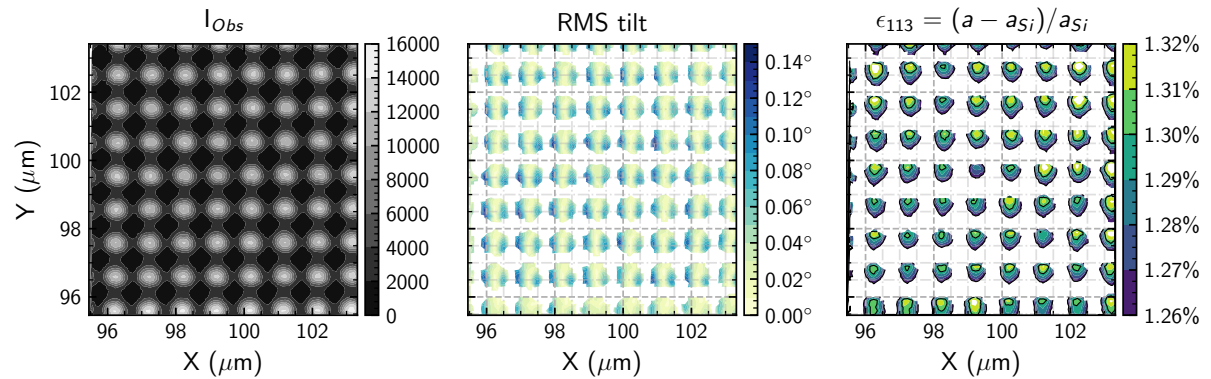 I_Obs
RMS tilt
ϵ_113 = (a − a_Si)/a_Si
Y (μm)
102
100
98
96
96 98 100 102
X (μm)
16000
14000
12000
10000
8000
6000
4000
2000
0
96 98 100 102
X (μm)
0.14°
0.12°
0.10°
0.08°
0.06°
0.04°
0.02°
0.00°
96 98 100 102
X (μm)
1.32%
1.31%
1.30%
1.29%
1.28%
1.27%
1.26%